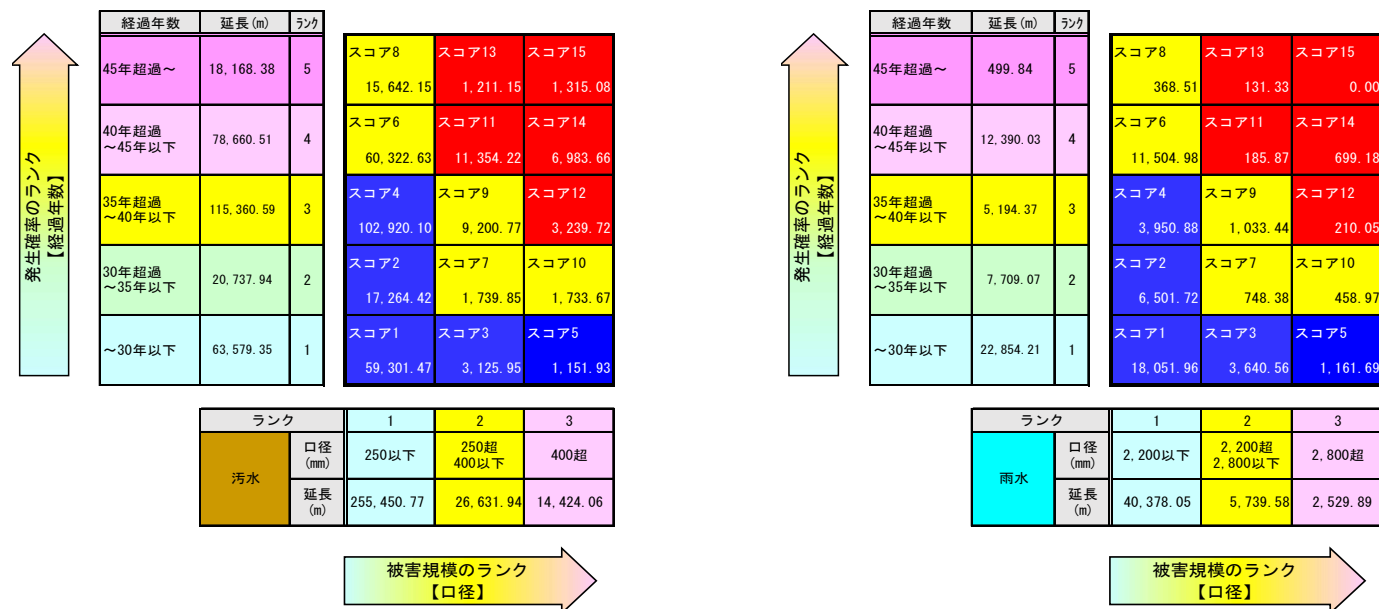 経過年数 延長(m) ランク
45年超過～ 18,168.38 5
40年超過
～45年以下 78,660.51 4
35年超過
～40年以下 115,360.59 3
30年超過
～35年以下 20,737.94 2
～30年以下 63,579.35 1
発生確率のランク
【経過年数】
スコア8 スコア13 スコア15
15,642.15 1,211.15 1,315.08
スコア6 スコア11 スコア14
60,322.63 11,354.22 6,983.66
スコア4 スコア9 スコア12
102,920.10 9,200.77 3,239.72
スコア2 スコア7 スコア10
17,264.42 1,739.85 1,733.67
スコア1 スコア3 スコア5
59,301.47 3,125.95 1,151.93
ランク 1 2 3
汚水
口径
(mm)
250以下
250超
400以下
400超
延長
(m)
255,450.77 26,631.94 14,424.06
被害規模のランク
【口径】
経過年数 延長(m) ランク
45年超過～ 499.84 5
40年超過
～45年以下 12,390.03 4
35年超過
～40年以下 5,194.37 3
30年超過
～35年以下 7,709.07 2
～30年以下 22,854.21 1
発生確率のランク
【経過年数】
スコア8 スコア13 スコア15
368.51 131.33 0.00
スコア6 スコア11 スコア14
11,504.98 185.87 699.18
スコア4 スコア9 スコア12
3,950.88 1,033.44 210.05
スコア2 スコア7 スコア10
6,501.72 748.38 458.97
スコア1 スコア3 スコア5
18,051.96 3,640.56 1,161.69
ランク 1 2 3
雨水
口径
(mm)
2,200以下
2,200超
2,800以下
2,800超
延長
(m)
40,378.05 5,739.58 2,529.89
被害規模のランク
【口径】